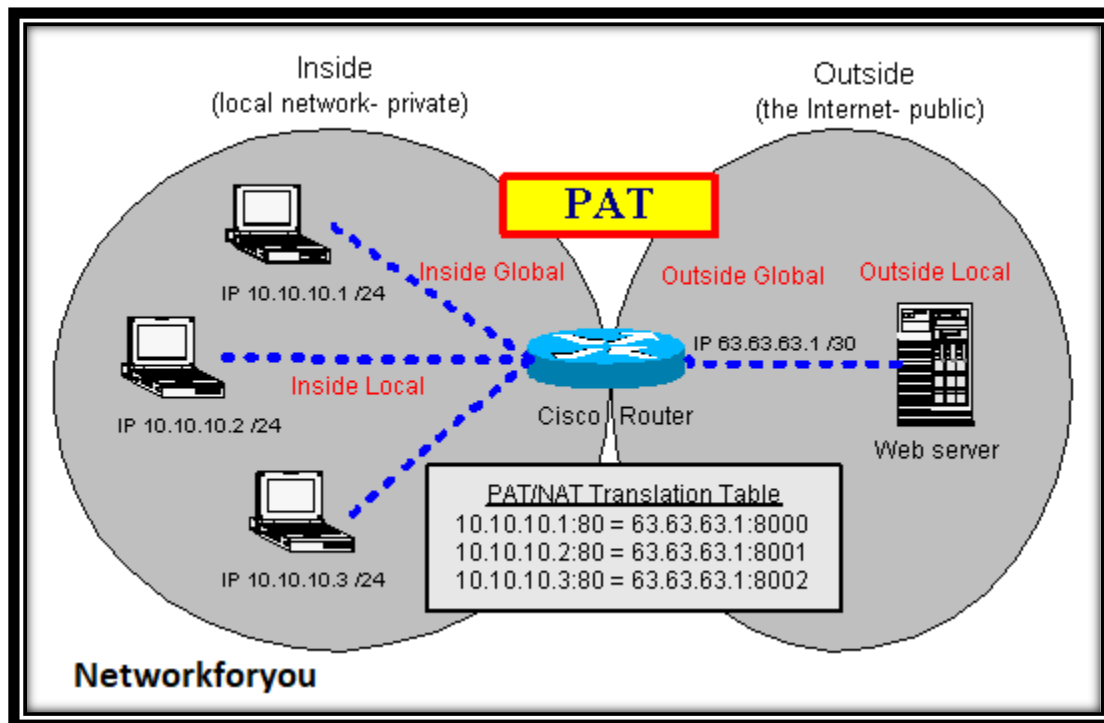 Inside
(local network- private)
Outside
(the Internet- public)
PAT
Inside Global
Outside Global
Outside Local
IP 10.10.10.1 /24
IP 63.63.63.1 /30
Inside Local
IP 10.10.10.2 /24
Cisco Router
Web server
PAT/NAT Translation Table
10.10.10.1:80 = 63.63.63.1:8000
10.10.10.2:80 = 63.63.63.1:8001
10.10.10.3:80 = 63.63.63.1:8002
IP 10.10.10.3 /24
Networkforyou